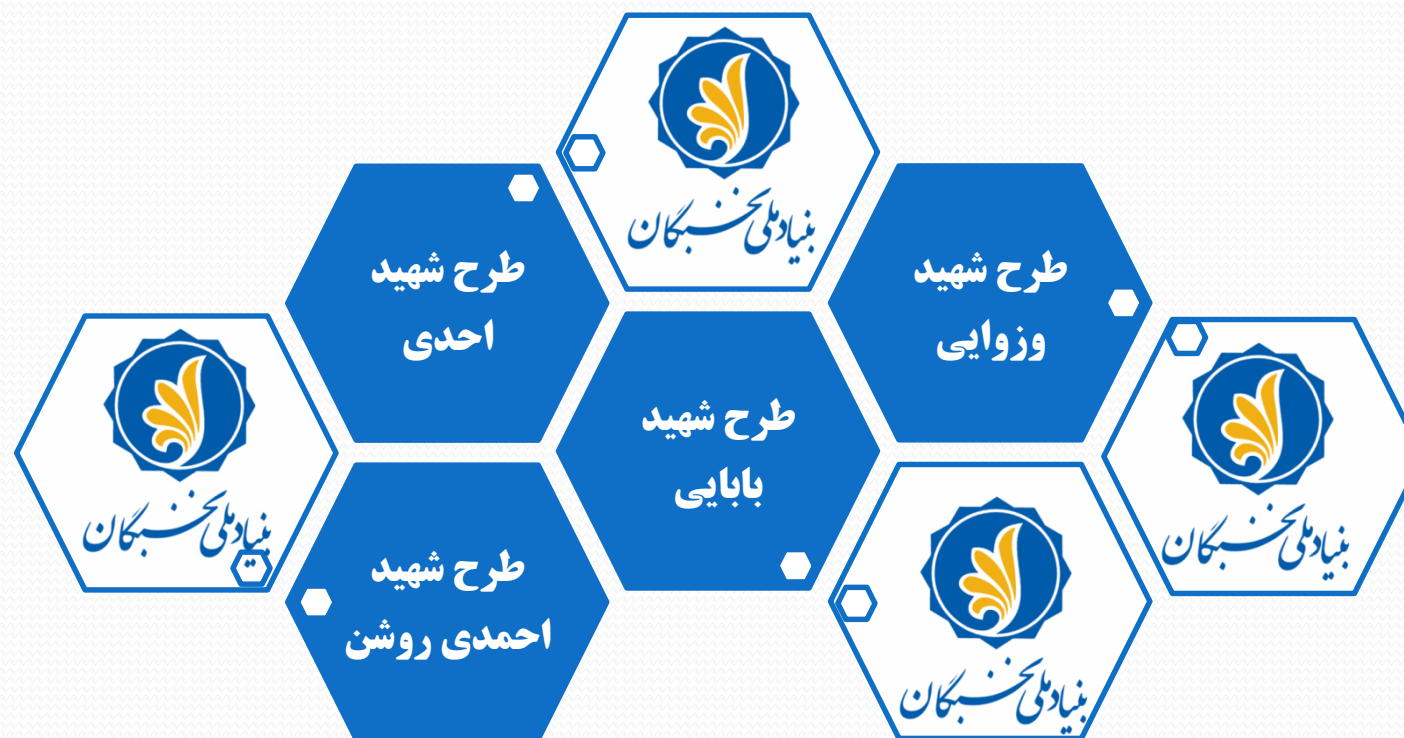 بنیاد ملی نخبگان
طرح شهید
وزوایی
طرح شهید
احدی
بنیاد ملی نخبگان
طرح شهید
بابایی
بنیاد ملی نخبگان
بنیاد ملی نخبگان
طرح شهید
احمدی روشن